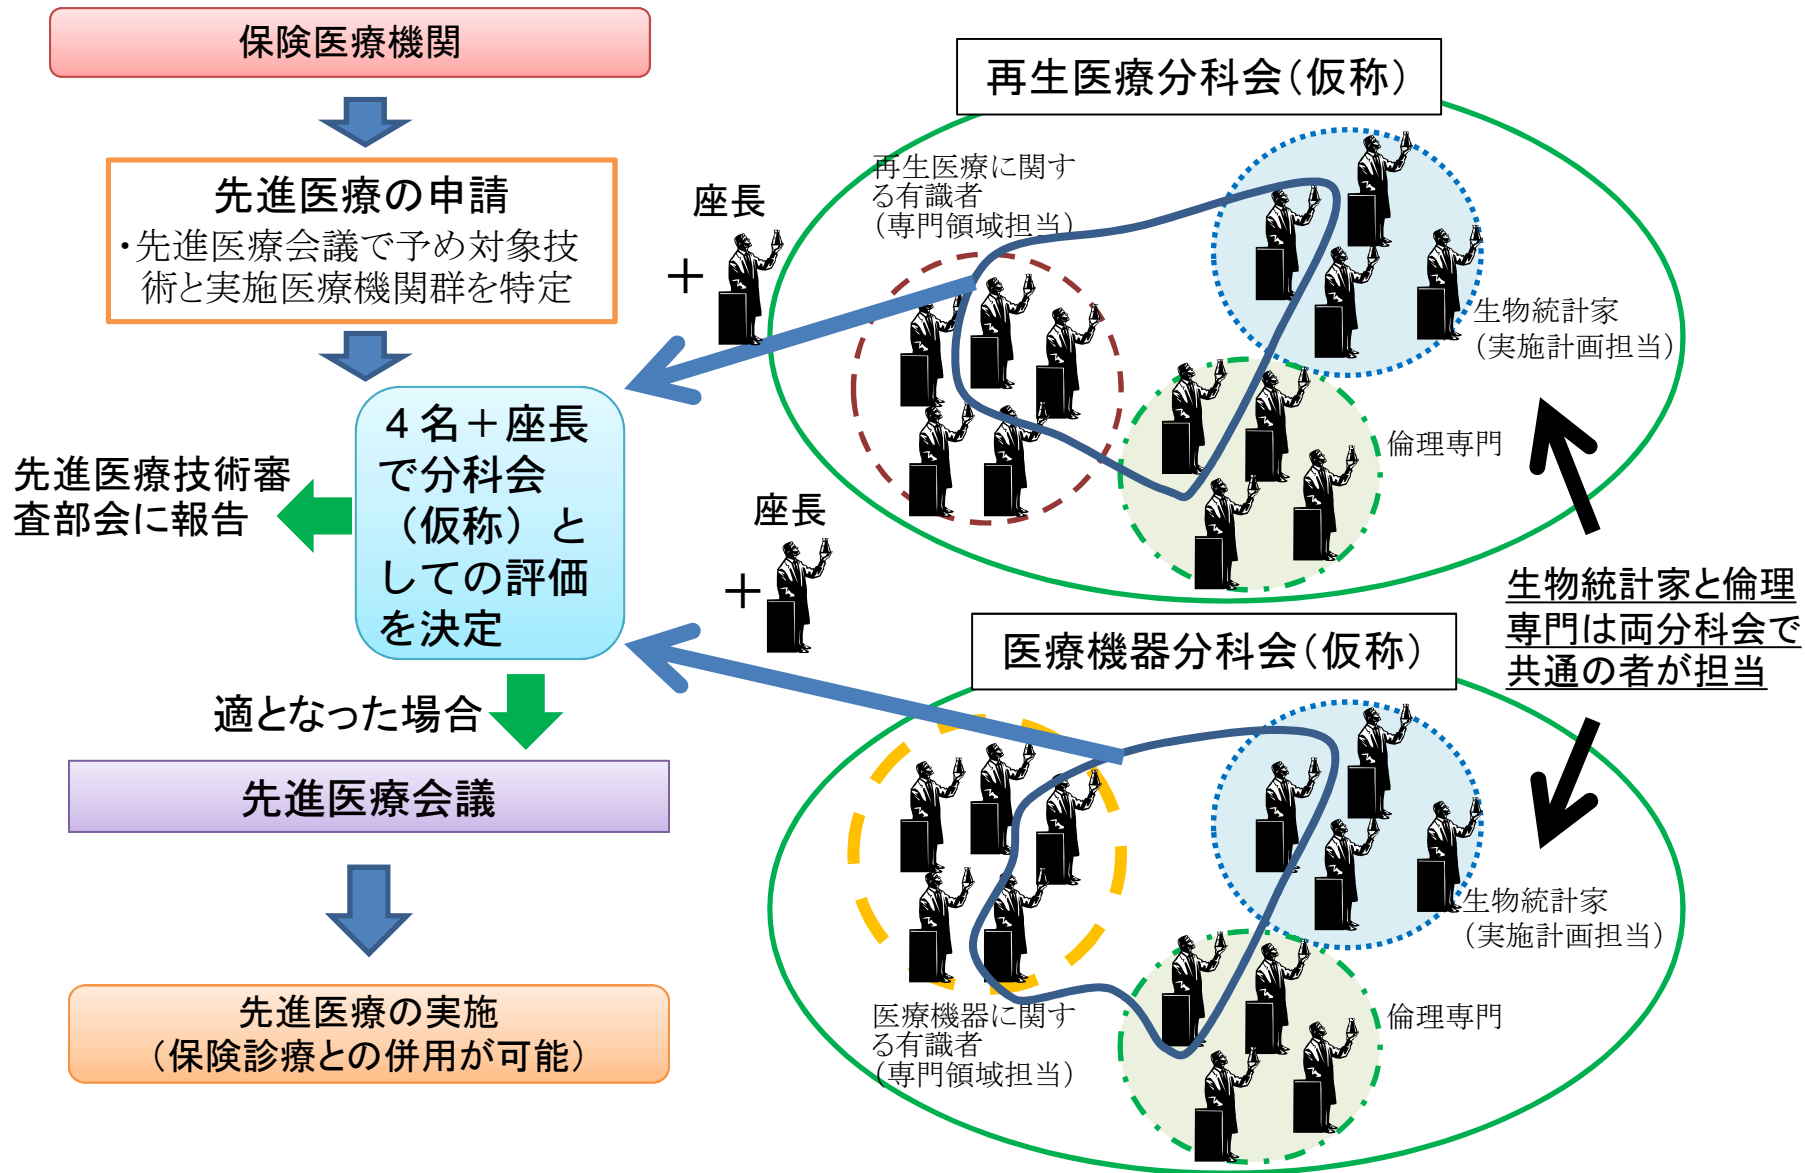 保険医療機関
先進医療の申請
・先進医療会議で予め対象技
術と実施医療機関群を特定
４名＋座長
で分科会
（仮称）と
しての評価
を決定
先進医療技術審
査部会に報告
適となった場合
先進医療会議
先進医療の実施
（保険診療との併用が可能）
座長
＋
座長
＋
再生医療分科会（仮称）
再生医療に関す
る有識者
（専門領域担当）
生物統計家
（実施計画担当）
倫理専門
生物統計家と倫理
専門は両分科会で
共通の者が担当
医療機器分科会（仮称）
生物統計家
（実施計画担当）
倫理専門
医療機器に関す
る有識者
（専門領域担当）